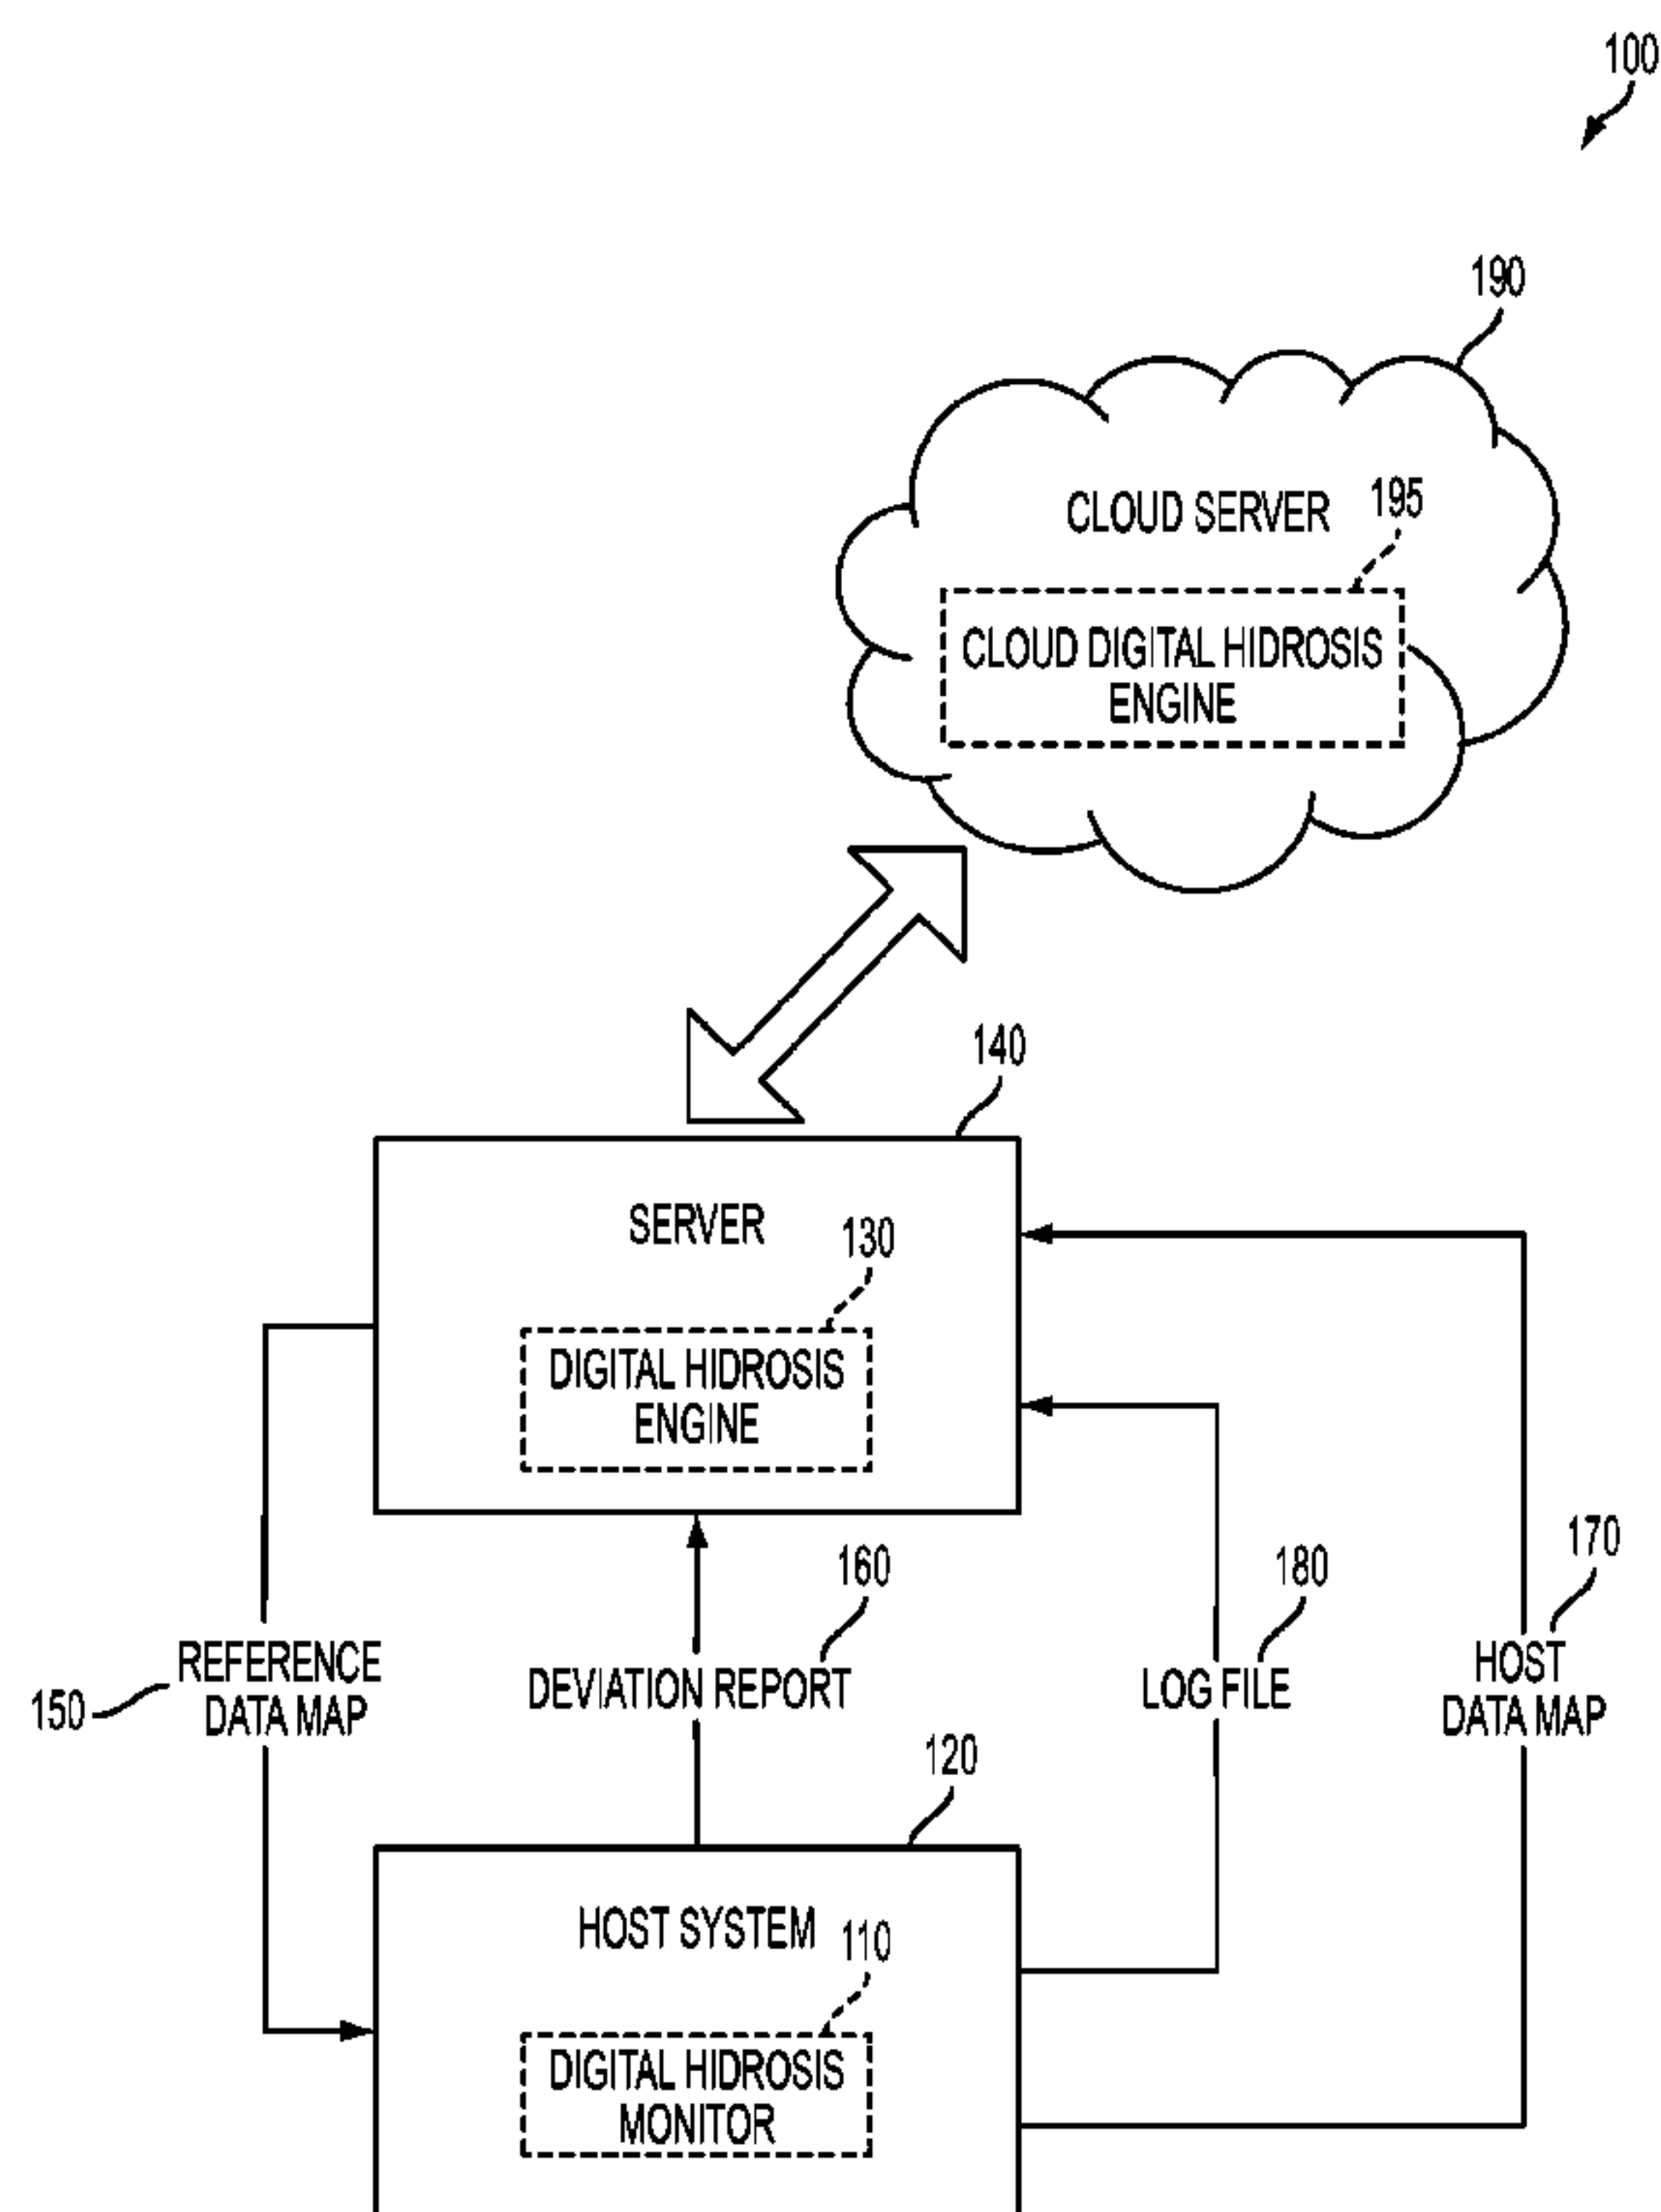 100
190
CLOUD SERVER
195
CLOUD DIGITAL HIDROSIS
ENGINE
140
SERVER
130
DIGITAL HIDROSIS
ENGINE
160
180
170
REFERENCE
DATA MAP
150
DEVIATION REPORT
LOG FILE
HOST
DATA MAP
120
HOST SYSTEM
110
DIGITAL HIDROSIS
MONITOR